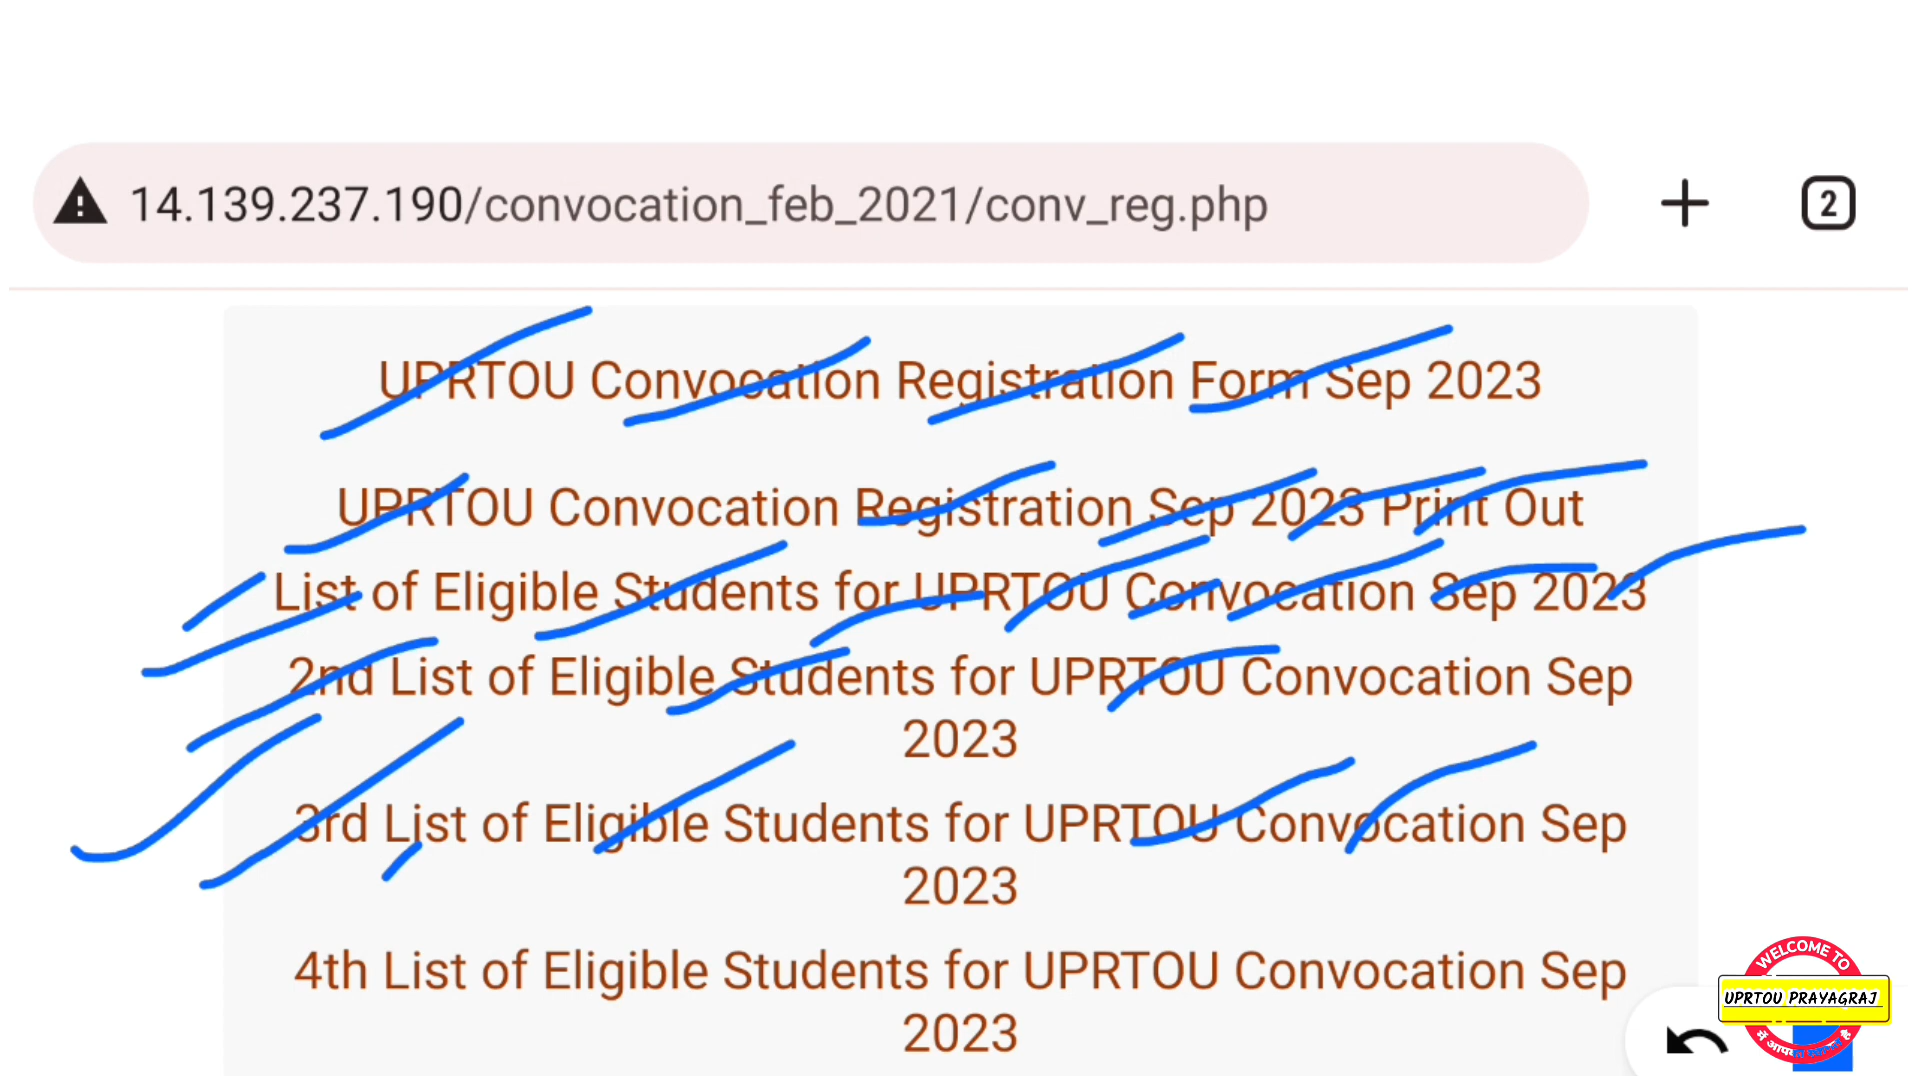 14.139.237.190/convocation_feb_2021/conv_reg.php
2
UPRTOU Convocation Registration Form Sep 2023
UPRTOU Convocation Registration Sep 2023 Print Out
List of Eligible Students for UPRTOU Convocation Sep 2023
2nd List of Eligible Students for UPRTOU Convocation Sep
2023
3rd List of Eligible Students for UPRTOU Convocation Sep
2023
4th List of Eligible Students for UPRTOU Convocation Sep
2023
WELCOME TO
UPRTOU PRAYAGRAJ